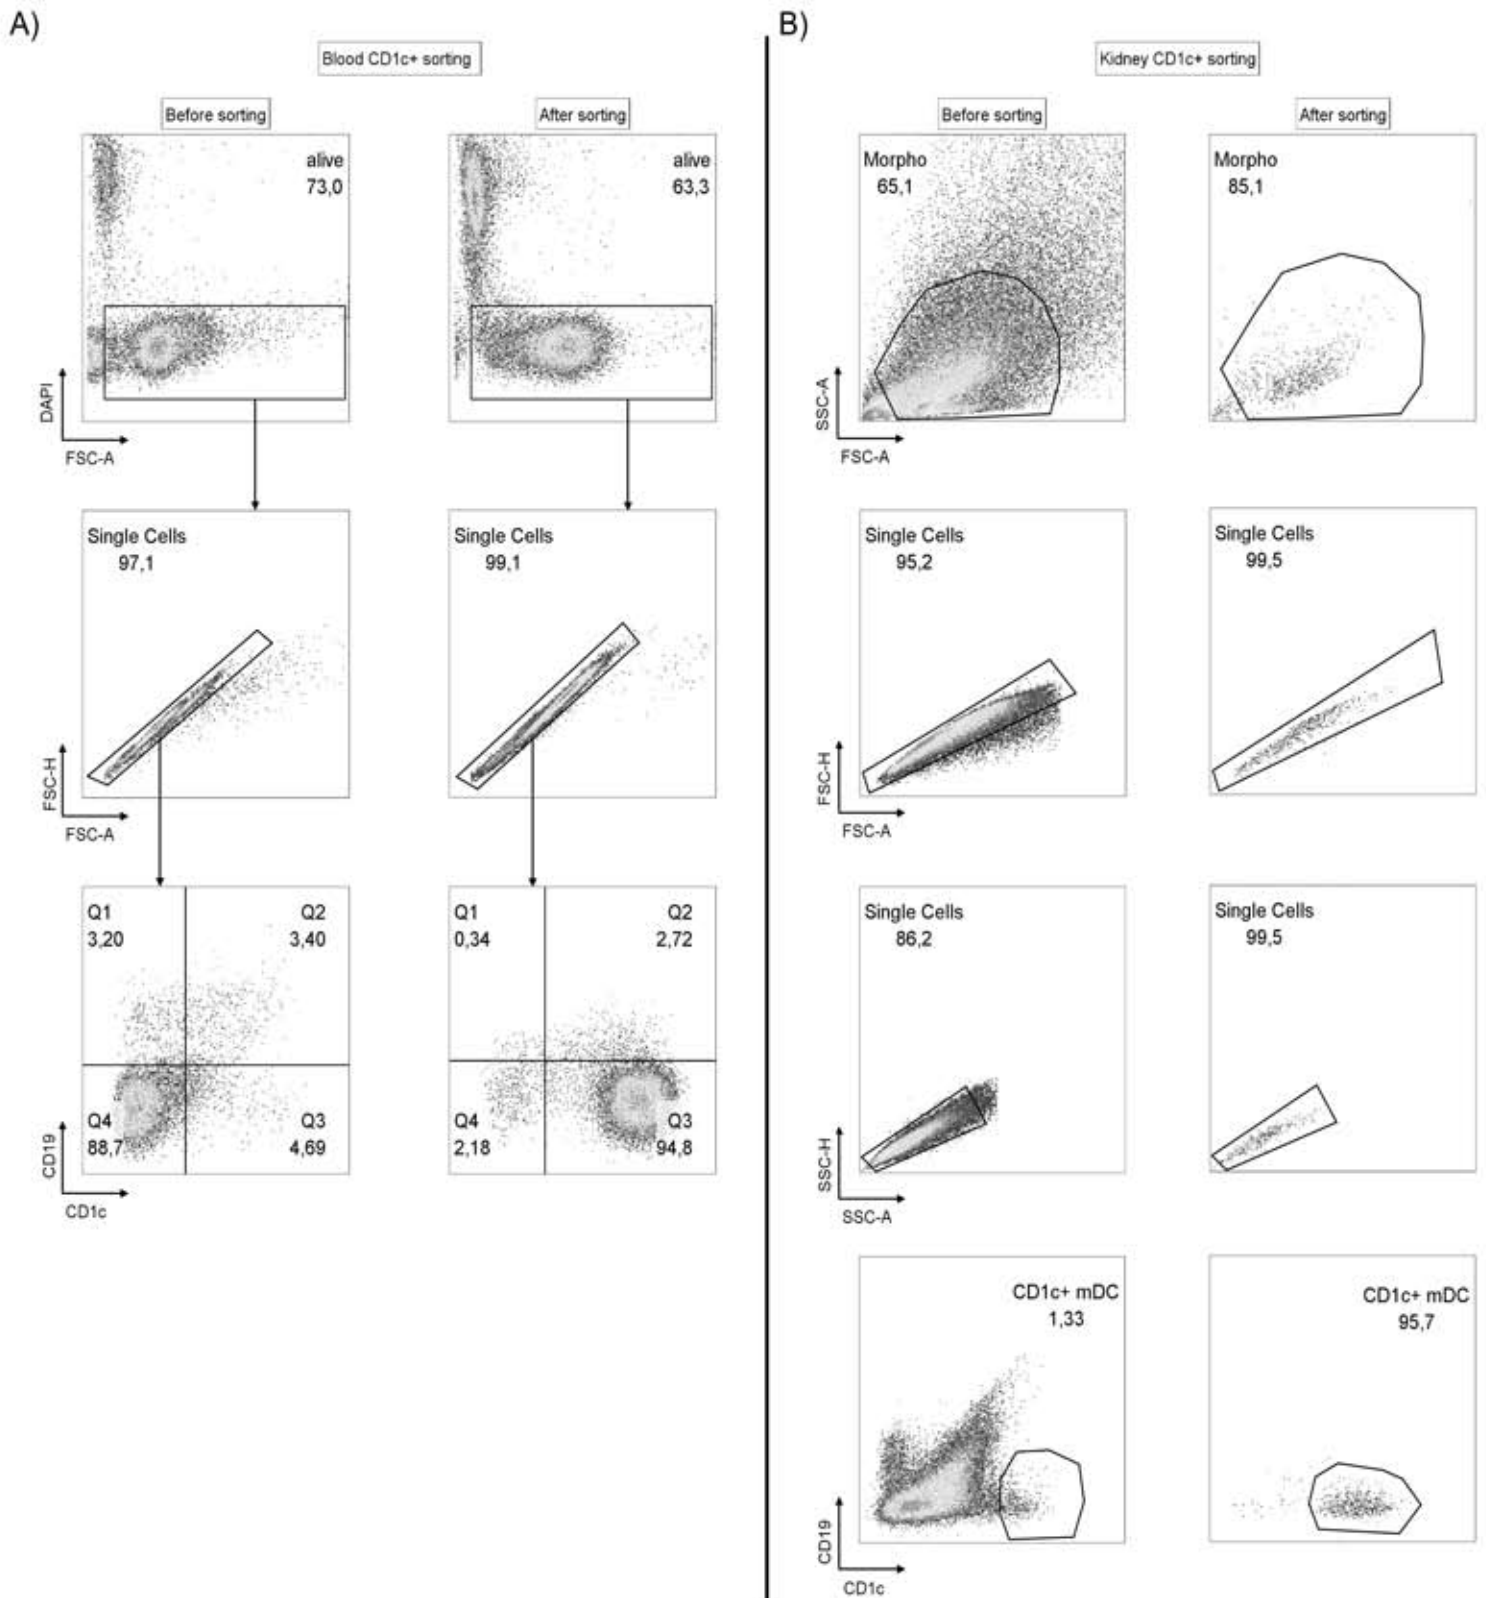 A)
Blood CD1c+ sorting
Before sorting
After sorting
alive
73,0
alive
63,3
DAPI
FSC-A
Single Cells
97,1
Single Cells
99,1
FSC-H
FSC-A
Q1
3,20
Q2
3,40
Q4
88,7
Q3
4,69
Q1
0,34
Q2
2,72
Q4
2,18
Q3
94,8
CD19
CD1c
B)
Kidney CD1c+ sorting
Before sorting
After sorting
Morpho
65,1
Morpho
85,1
SSC-A
FSC-A
Single Cells
95,2
Single Cells
99,5
FSC-H
FSC-A
Single Cells
86,2
Single Cells
99,5
SSC-H
SSC-A
CD1c+ mDC
1,33
CD1c+ mDC
95,7
CD19
CD1c